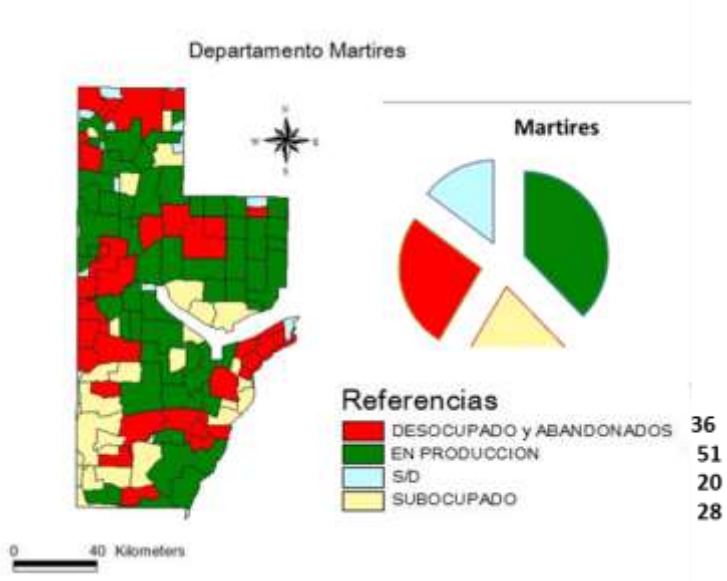 Departamento Martires
N
W
E
S
Martires
Referencias
DESOCUPADO y ABANDONADOS 36
EN PRODUCCION 51
S/D 20
SUBOCUPADO 28
0 40 Kilometers